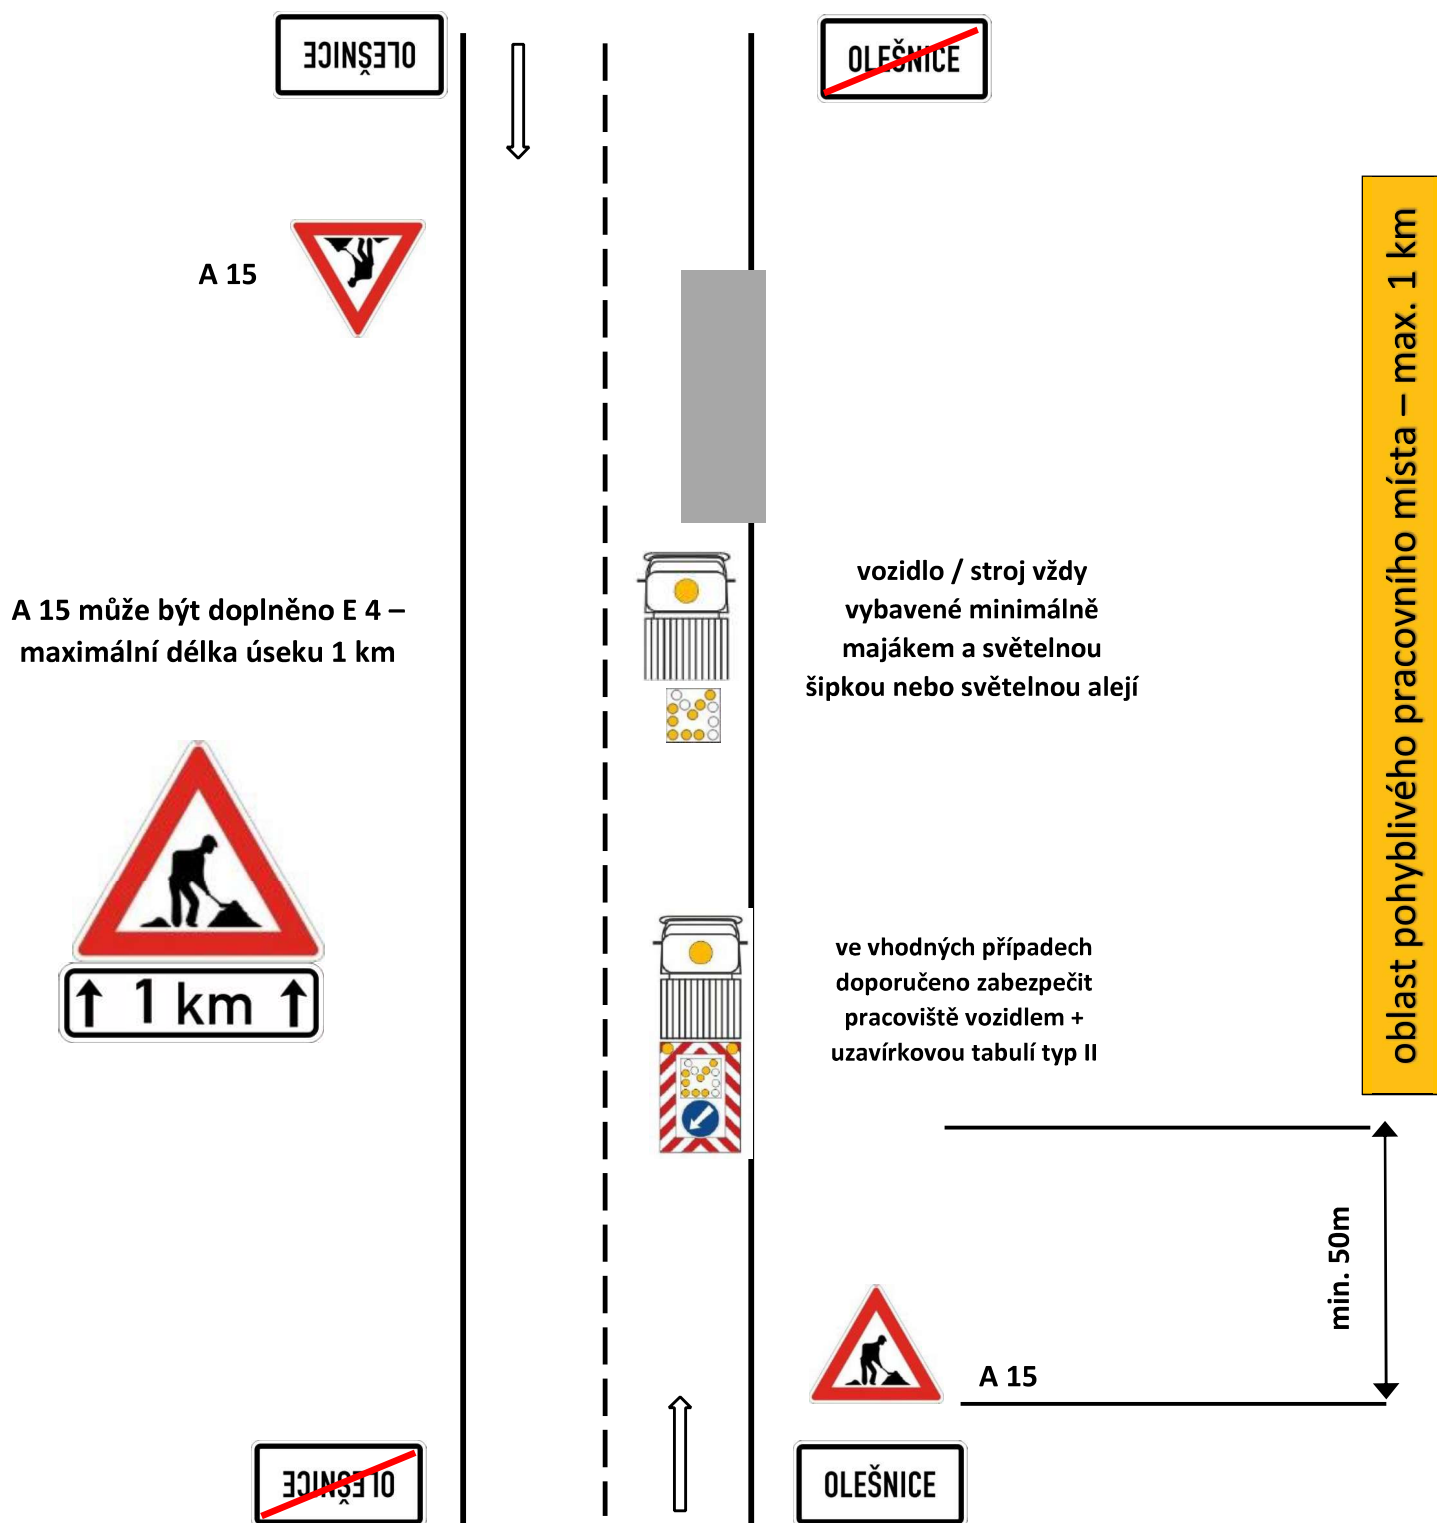 OLEŠNICE
OLEŠNICE
A 15
oblast pohyblivého pracovního místa – max. 1 km
vozidlo / stroj vždy
vybavené minimálně
majákem a světelnou
šipkou nebo světelnou alejí
A 15 může být doplněno E 4 –
maximální délka úseku 1 km
1 km
ve vhodných případech
doporučeno zabezpečit
pracoviště vozidlem +
uzavírkovou tabulí typ II
min. 50m
A 15
OLEŠNICE
OLEŠNICE